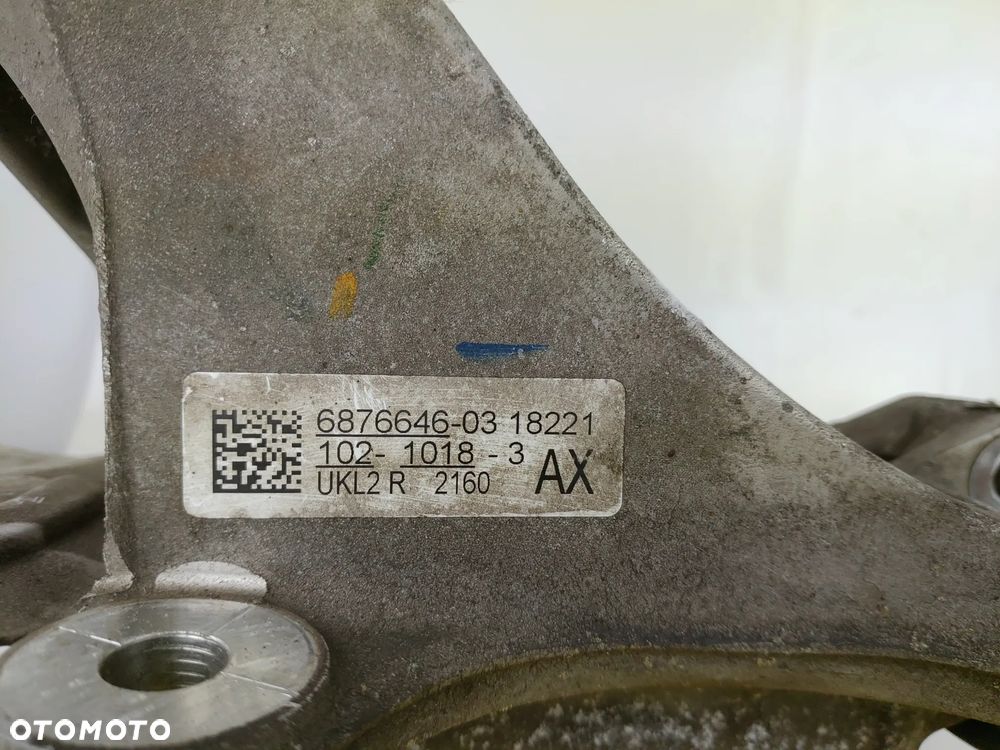 6876646-03 18221
102- 1018 - 3
UKL2 R 2160 AX
OTOMOTO